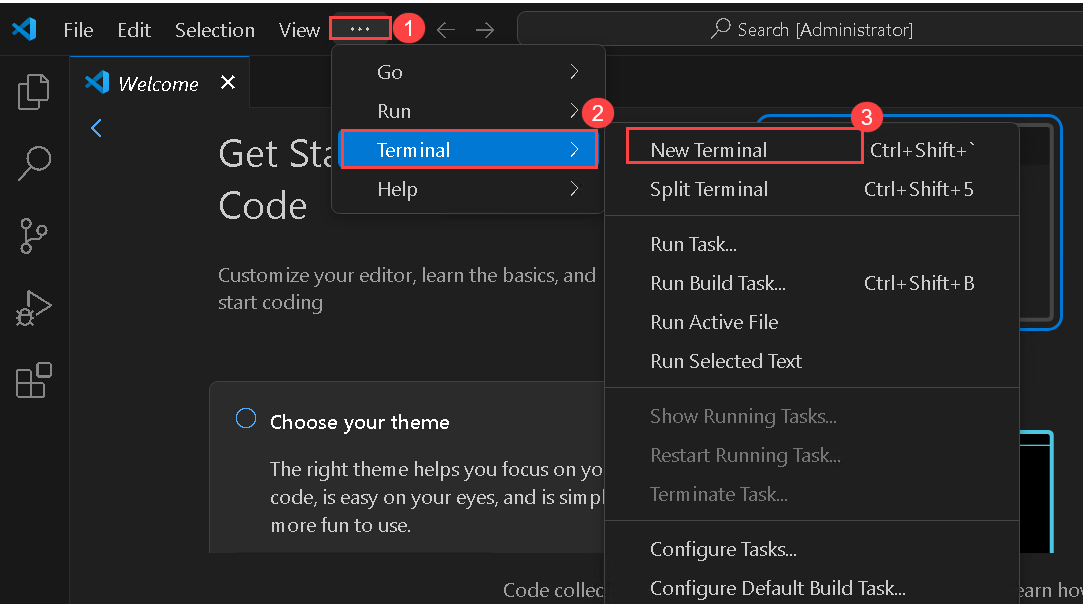 File Edit Selection View ... 1 Search [Administrator]
Welcome
Go
Run
Terminal 2
Help
New Terminal 3 Ctrl+Shift+`
Split Terminal Ctrl+Shift+5
Run Task...
Run Build Task... Ctrl+Shift+B
Run Active File
Run Selected Text
Show Running Tasks...
Restart Running Task...
Terminate Task...
Configure Tasks...
Configure Default Build Task...
Get Sta
Code
Customize your editor, learn the basics, and
start coding
Choose your theme
The right theme helps you focus on yo
code, is easy on your eyes, and is simpl
more fun to use.
Code collec
earn how